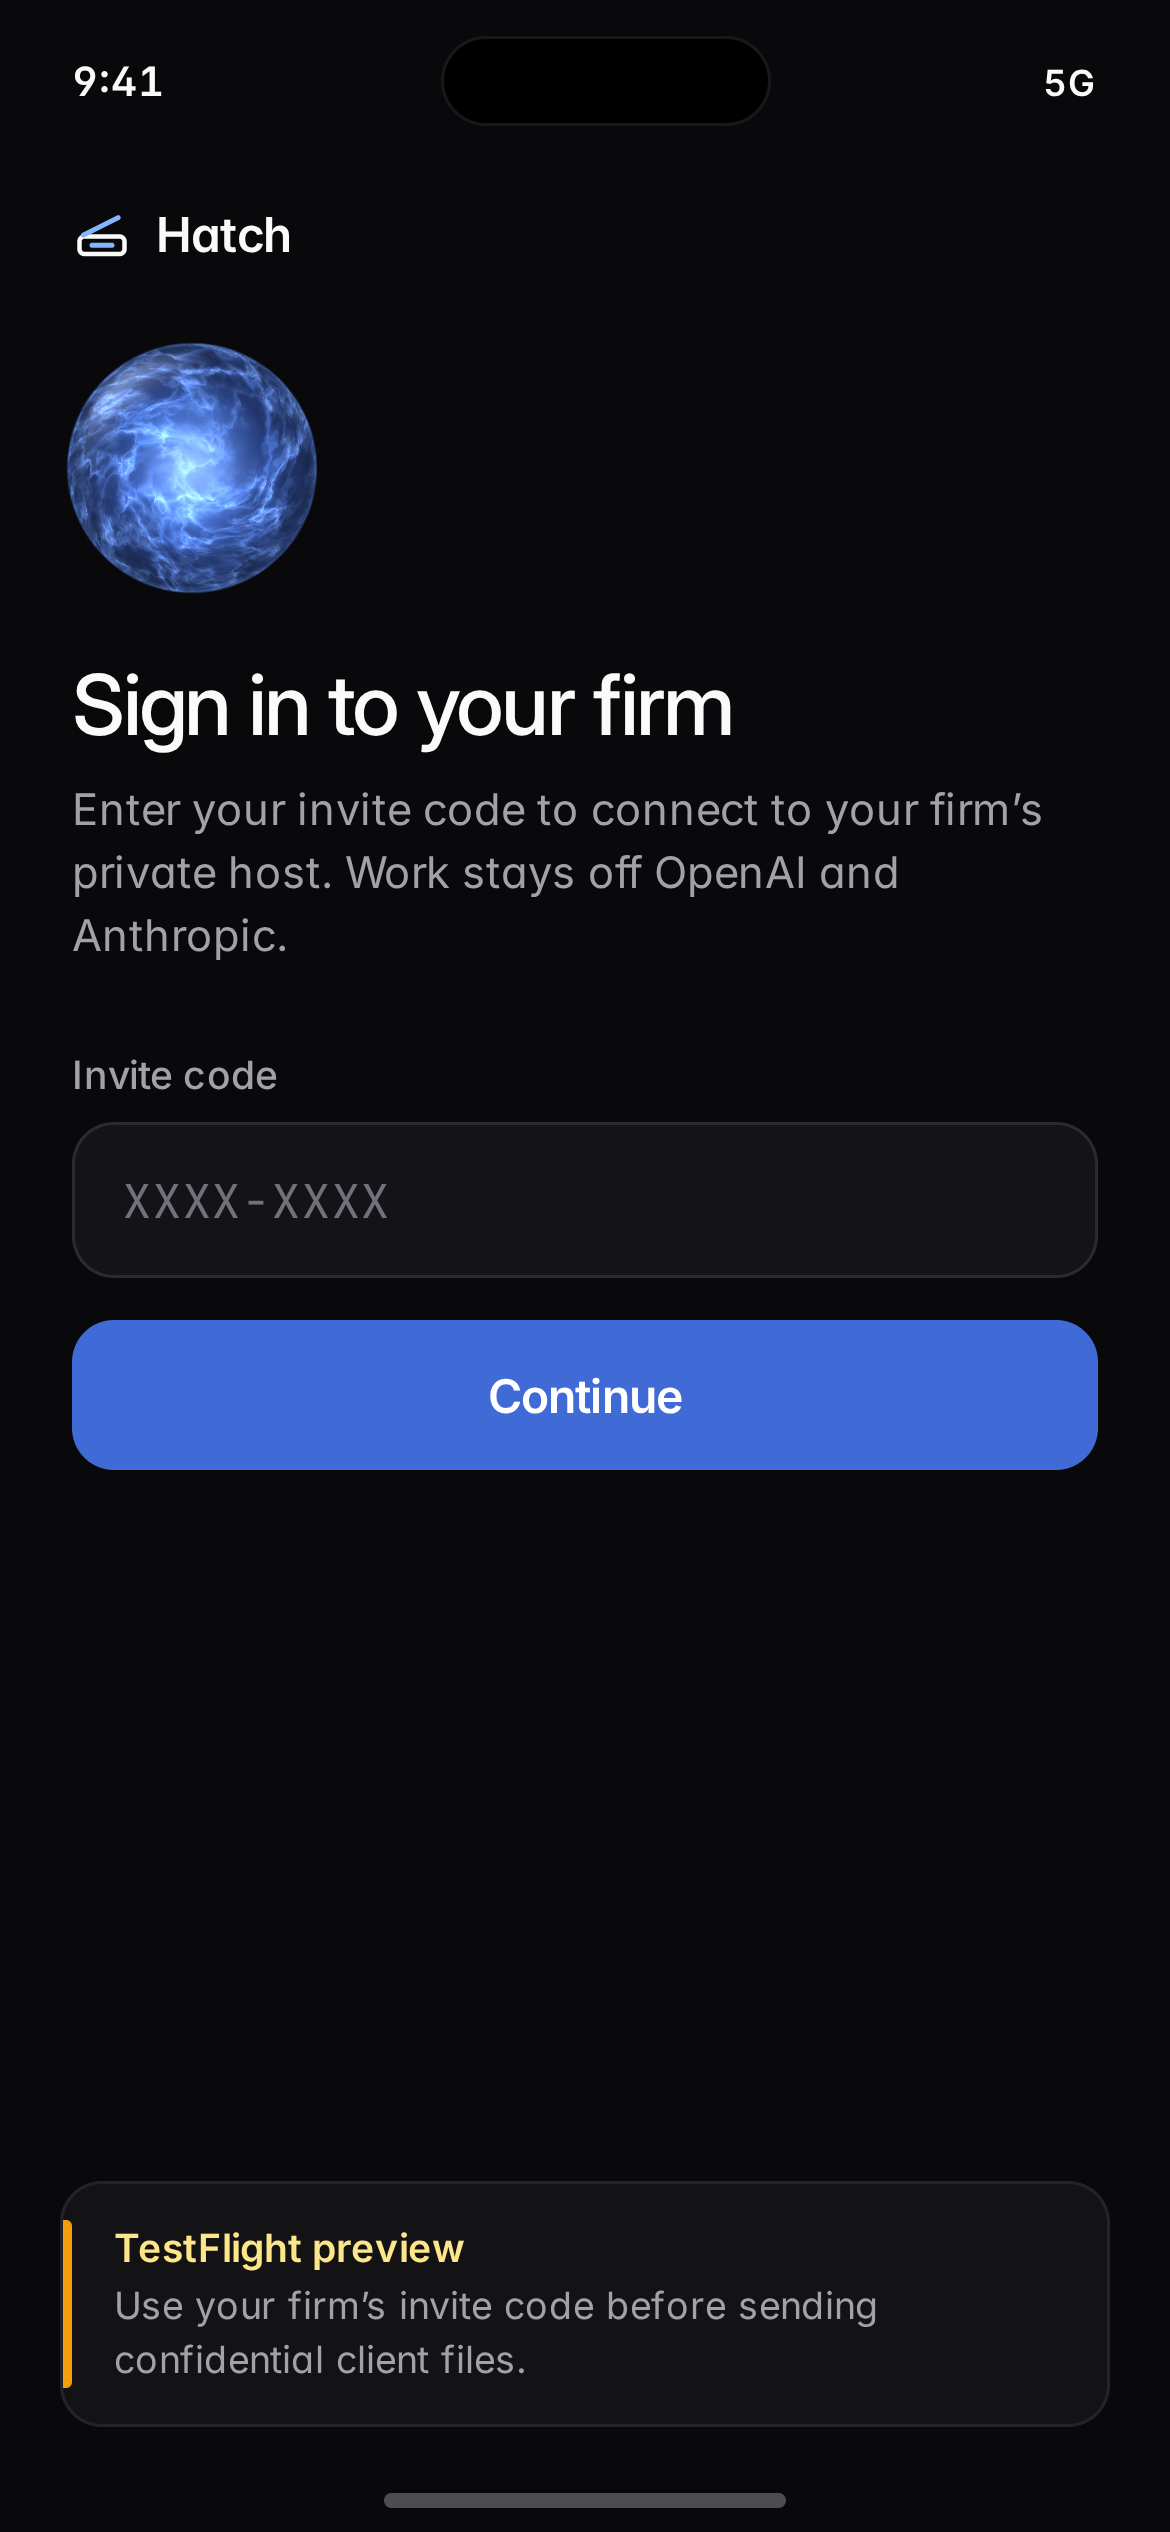 9:41
5G
Hatch
Sign in to your firm
Enter your invite code to connect to your firm’s
private host. Work stays off OpenAI and
Anthropic.
Invite code
XXXX-XXXX
Continue
TestFlight preview
Use your firm’s invite code before sending
confidential client files.